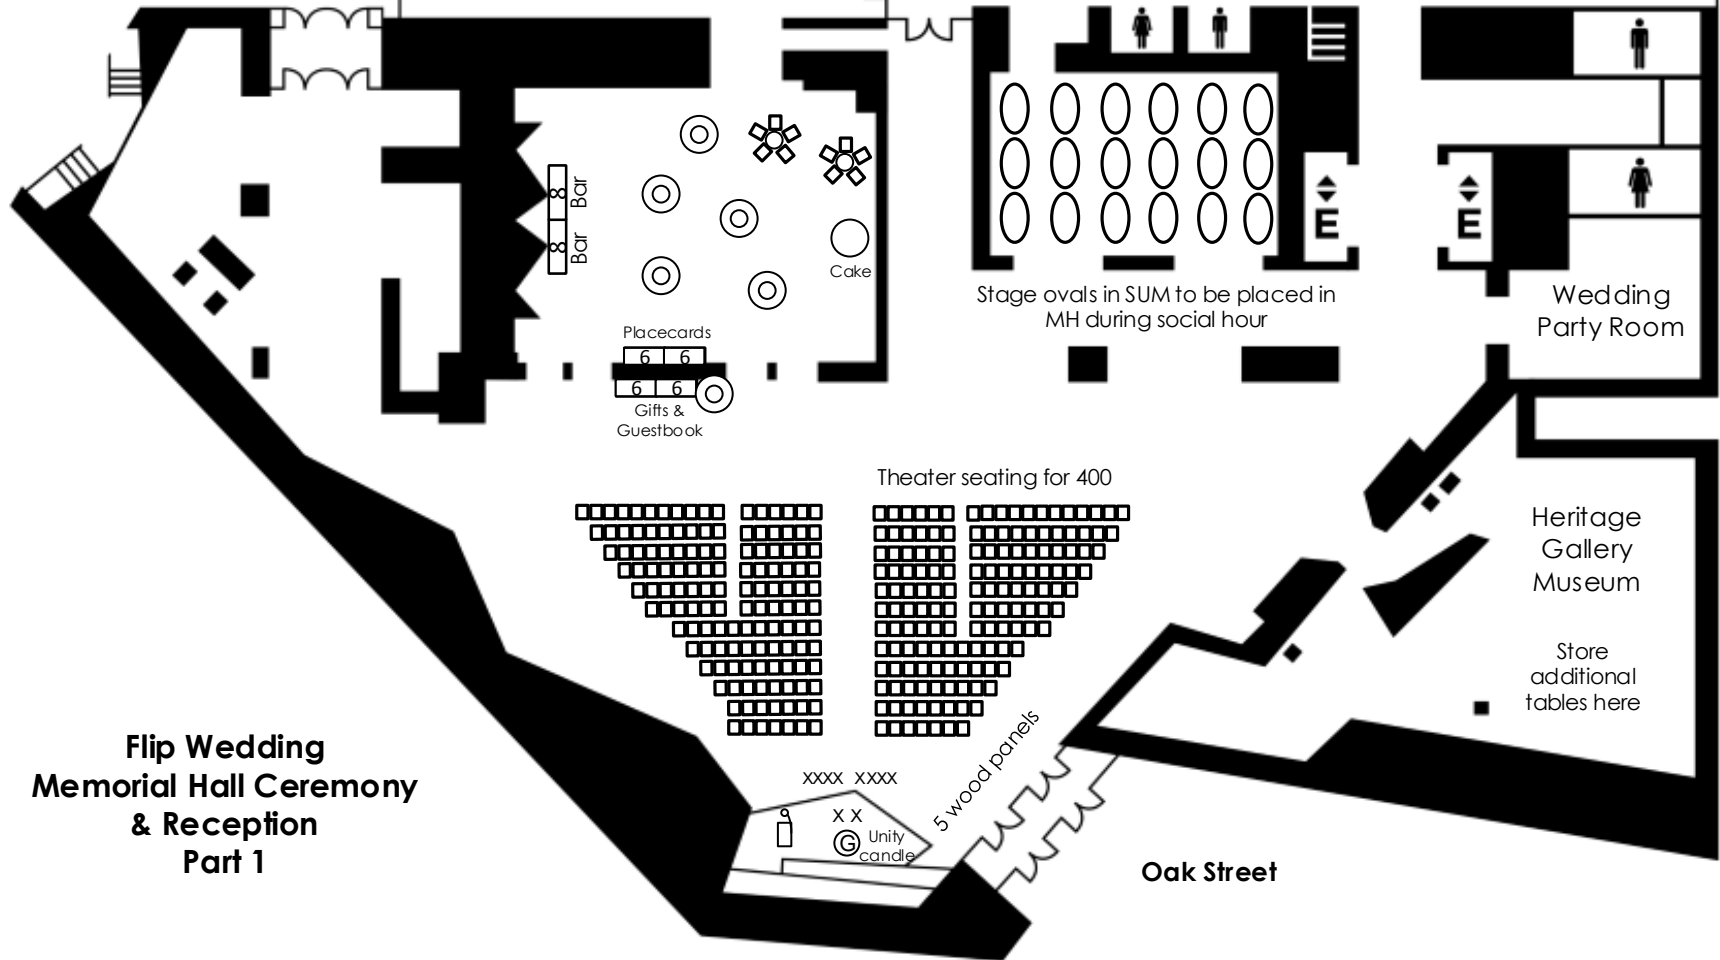 8
Bar
8
Bar
Cake
E
E
Stage ovals in SUM to be placed in
MH during social hour
Wedding
Party Room
Placecards
6 6
6 6
Gifts &
Guestbook
Theater seating for 400
Heritage
Gallery
Museum
Store
additional
tables here
5 wood panels
Flip Wedding
Memorial Hall Ceremony
& Reception
Part 1
XXXX XXXX
X X
G
Unity
candle
Oak Street